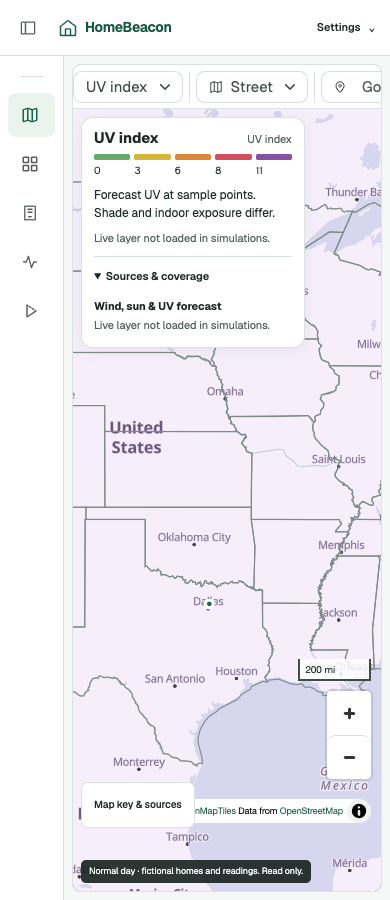 HomeBeacon
Settings
UV index
Street
Go
UV index
UV index
0 3 6 8 11
Forecast UV at sample points.
Shade and indoor exposure differ.
Live layer not loaded in simulations.
▼ Sources & coverage
Wind, sun & UV forecast
Live layer not loaded in simulations.
Thunder Ba
s
Milw
Ch
Omaha
United
States
Saint Louis
Oklahoma City
Memphis
Dallas
Jackson
200 mi
Houston
San Antonio
+
Monterrey
−
G
Mexico
Map key & sources
nMapTiles Data from OpenStreetMap
Tampico
Normal day · fictional homes and readings. Read only.
Mérida